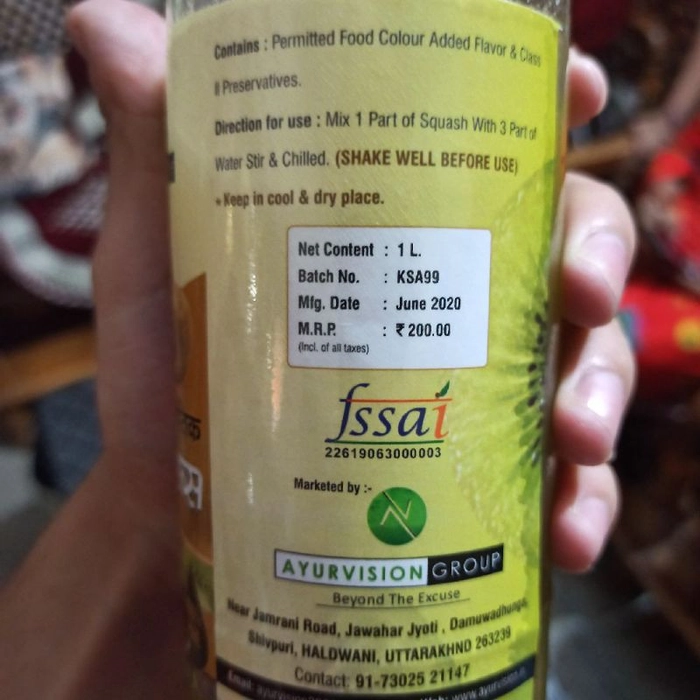 Contains : Permitted Food Colour Added Flavor & Class
II Preservatives.
Direction for use : Mix 1 Part of Squash With 3 Part of
Water Stir & Chilled. (SHAKE WELL BEFORE USE)
* Keep in cool & dry place.
Net Content : 1 L.
Batch No. : KSA99
Mfg. Date : June 2020
M.R.P. : ₹ 200.00
(Incl. of all taxes)
fssai
22619063000003
Marketed by :-
AYURVISION GROUP
Beyond The Excuse
Near Jamrani Road, Jawahar Jyoti , Damuwadhunga,
Shivpuri, HALDWANI, UTTARAKHND 263239
Contact: 91-73025 21147
Email: